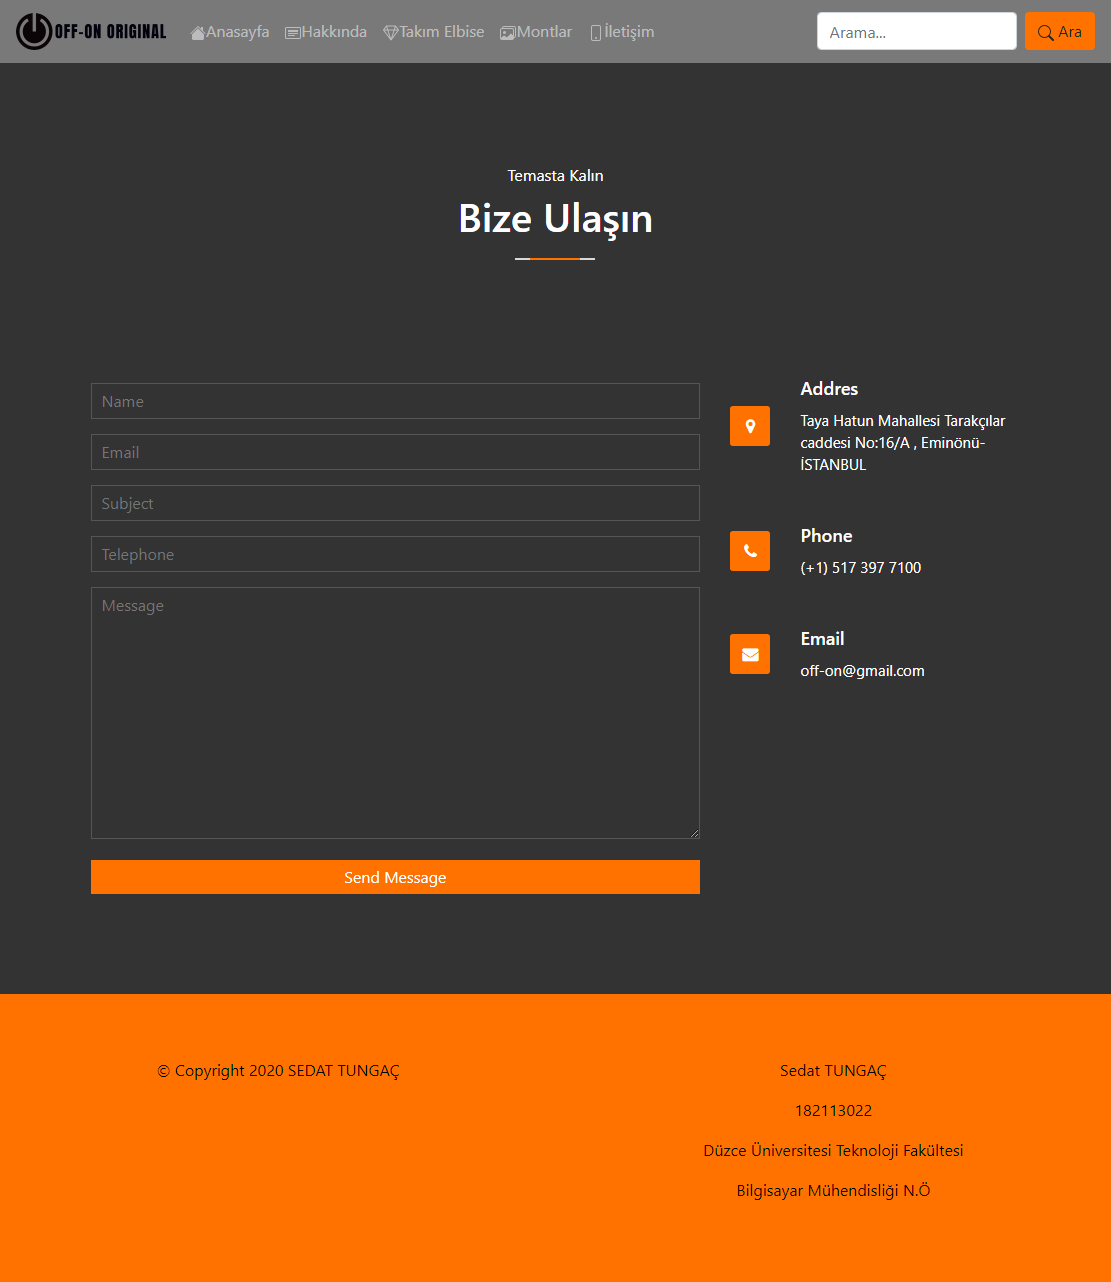 OFF-ON ORIGINAL Anasayfa Hakkında Takım Elbise Montlar İletişim Arama... Ara
Temasta Kalın
Bize Ulaşın
Name
Email
Subject
Telephone
Message
Send Message
Addres
Taya Hatun Mahallesi Tarakçılar
caddesi No:16/A , Eminönü-
İSTANBUL
Phone
(+1) 517 397 7100
Email
off-on@gmail.com
© Copyright 2020 SEDAT TUNGAÇ
Sedat TUNGAÇ
182113022
Düzce Üniversitesi Teknoloji Fakültesi
Bilgisayar Mühendisliği N.Ö